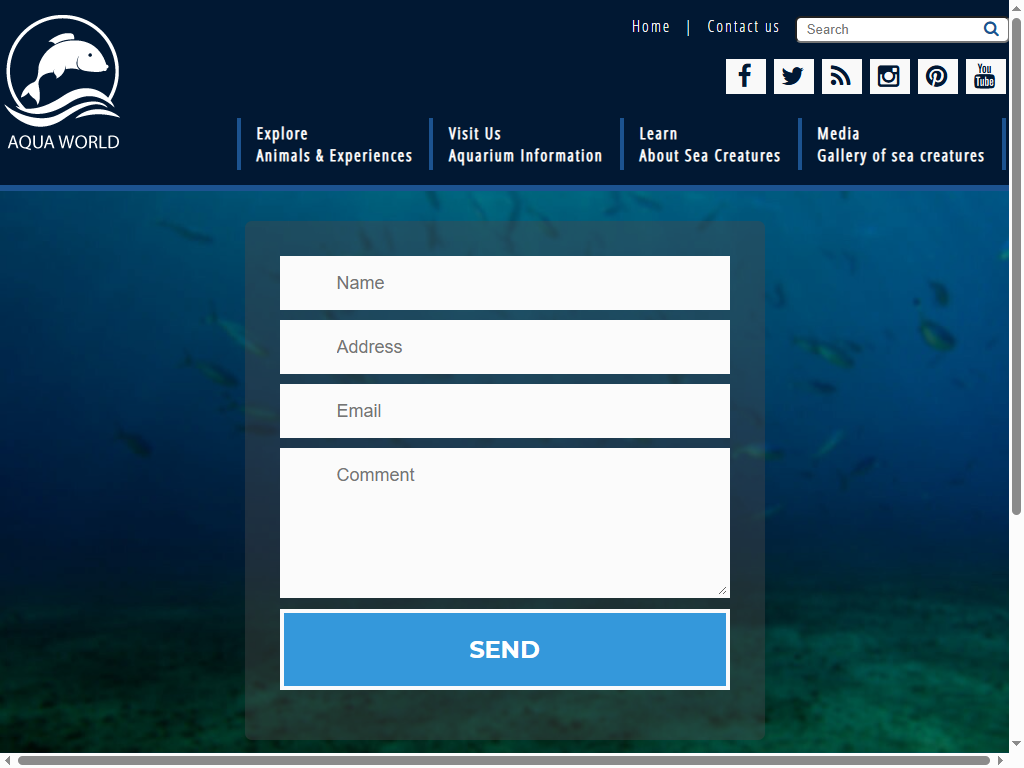 Home | Contact us
Search
You
Tube
AQUA WORLD
Explore
Animals & Experiences
Visit Us
Aquarium Information
Learn
About Sea Creatures
Media
Gallery of sea creatures
Name
Address
Email
Comment
SEND